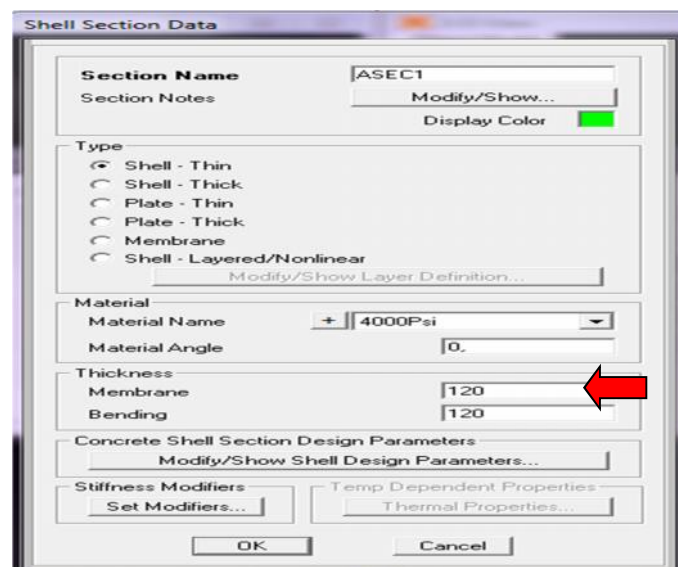 Shell Section Data
Section Name ASEC1
Section Notes Modify/Show...
Display Color
Type
Shell - Thin
Shell - Thick
Plate - Thin
Plate - Thick
Membrane
Shell - Layered/Nonlinear
Modify/Show Layer Definition...
Material
Material Name + 4000Psi
Material Angle 0,
Thickness
Membrane 120
Bending 120
Concrete Shell Section Design Parameters
Modify/Show Shell Design Parameters...
Stiffness Modifiers Temp Dependent Properties
Set Modifiers... Thermal Properties...
OK Cancel